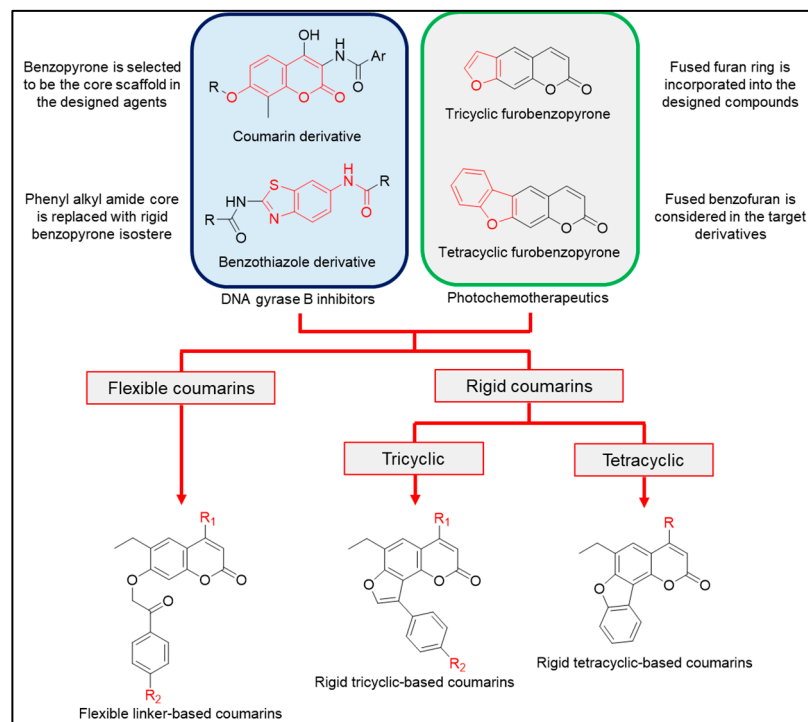 Benzopyrone is selected
to be the core scaffold in
the designed agents
Phenyl alkyl amide core
is replaced with rigid
benzopyrone isostere
OH
H
N
Ar
O
R
O
O
O
Coumarin derivative
S
H
N
R
O
HN
N
R
O
Benzothiazole derivative
DNA gyrase B inhibitors
O
O
O
Tricyclic furobenzopyrone
O
O
O
Tetracyclic furobenzopyrone
Photochemotherapeutics
Fused furan ring is
incorporated into the
designed compounds
Fused benzofuran is
considered in the target
derivatives
Flexible coumarins
Rigid coumarins
Tricyclic
Tetracyclic
R1
O
O
O
O
R2
Flexible linker-based coumarins
R1
O
O
O
R2
Rigid tricyclic-based coumarins
R
O
O
O
Rigid tetracyclic-based coumarins